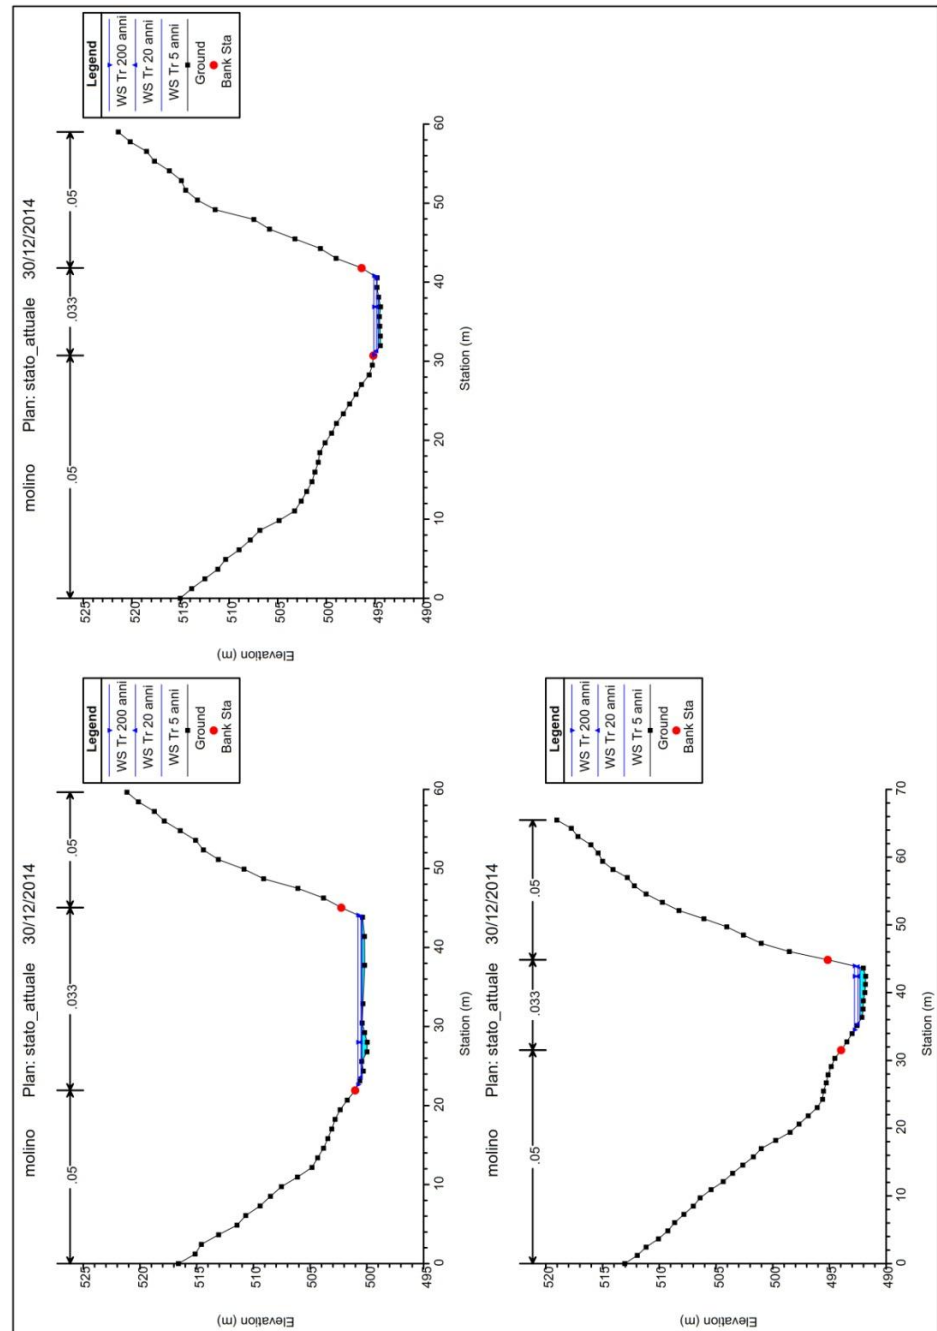 molino Plan: stato_attuale 30/12/2014
.05
.033
.05
Legend
WS Tr 200 anni
WS Tr 20 anni
WS Tr 5 anni
Ground
Bank Sta
525
520
515
510
505
500
495
Elevation (m)
0 10 20 30 40 50 60
Station (m)
molino Plan: stato_attuale 30/12/2014
.05
.033
.05
Legend
WS Tr 200 anni
WS Tr 20 anni
WS Tr 5 anni
Ground
Bank Sta
525
520
515
510
505
500
495
490
Elevation (m)
0 10 20 30 40 50 60
Station (m)
molino Plan: stato_attuale 30/12/2014
.05
.033
.05
Legend
WS Tr 200 anni
WS Tr 20 anni
WS Tr 5 anni
Ground
Bank Sta
520
515
510
505
500
495
490
Elevation (m)
0 10 20 30 40 50 60 70
Station (m)